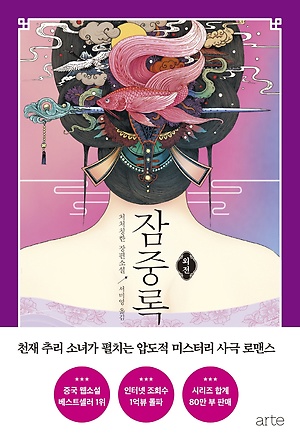 잠중록
외전
처처칭한 장편소설
서미영 옮김
천재 추리 소녀가 펼치는 압도적 미스터리 사극 로맨스
★★★
중국 웹소설
베스트셀러 1위
★★★
인터넷 조회수
1억뷰 돌파
★★★
시리즈 합계
80만 부 판매
arte